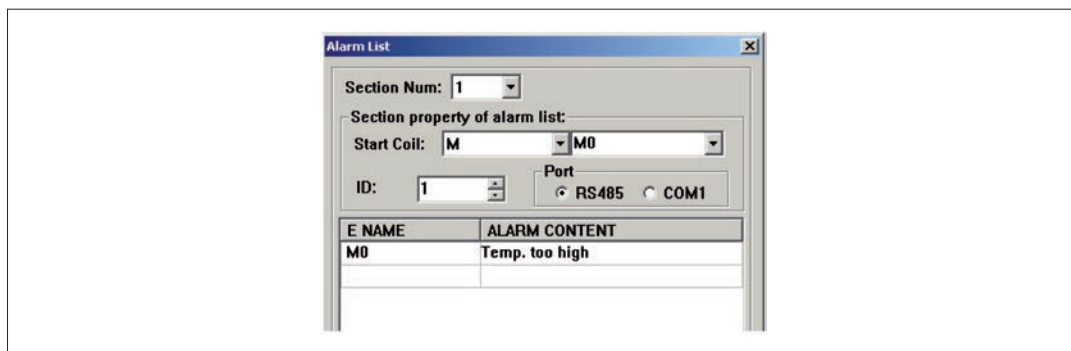 Alarm List
Section Num: 1
Section property of alarm list:
Start Coil: M M0
Port
ID: 1 RS485 COM1
E NAME ALARM CONTENT
M0 Temp. too high